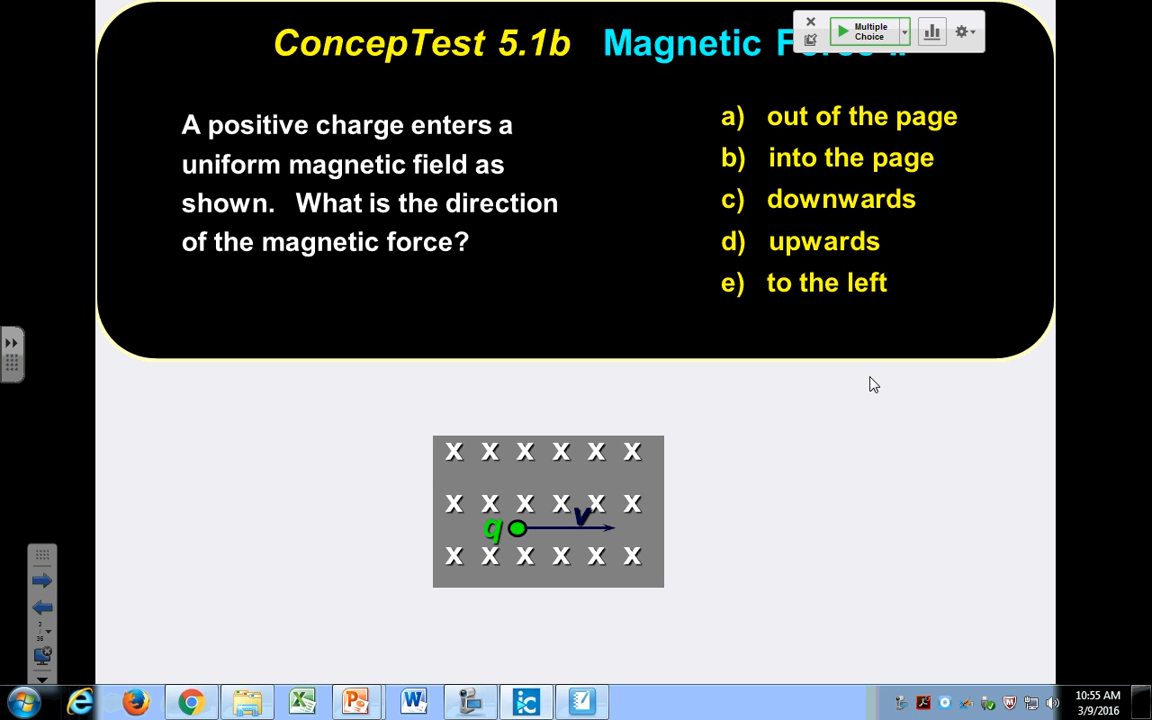 ConcepTest 5.1b Magnetic
Multiple
Choice
A positive charge enters a
uniform magnetic field as
shown. What is the direction
of the magnetic force?
a) out of the page
b) into the page
c) downwards
d) upwards
e) to the left
x x x x x x
x x x x x x
v
q
x x x x x x
3
/
36
10:55 AM
3/9/2016